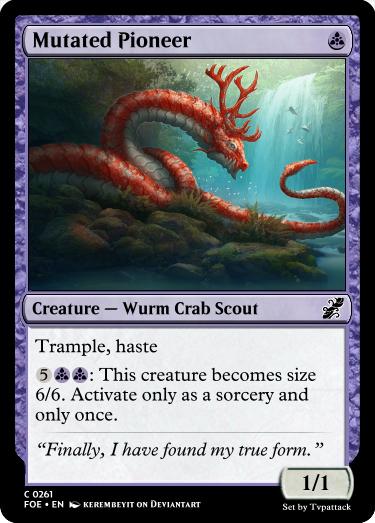 Mutated Pioneer
Creature — Wurm Crab Scout
Trample, haste
5: This creature becomes size
6/6. Activate only as a sorcery and
only once.
“Finally, I have found my true form.”
1/1
C 0261
FOE • EN KEREMBEYIT ON DEVIANTART
Set by Tvpattack